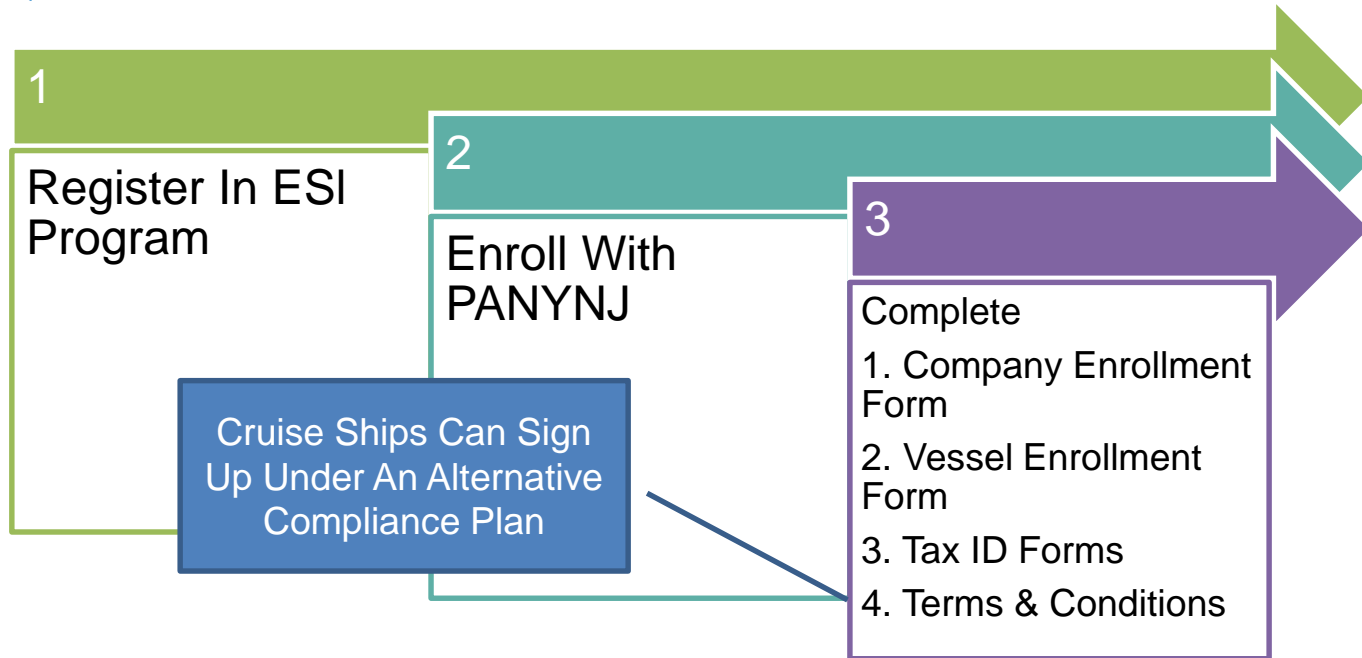 1
Register In ESI
Program
2
Enroll With
PANYNJ
3
Complete
1. Company Enrollment
Form
2. Vessel Enrollment
Form
3. Tax ID Forms
4. Terms & Conditions
Cruise Ships Can Sign
Up Under An Alternative
Compliance Plan